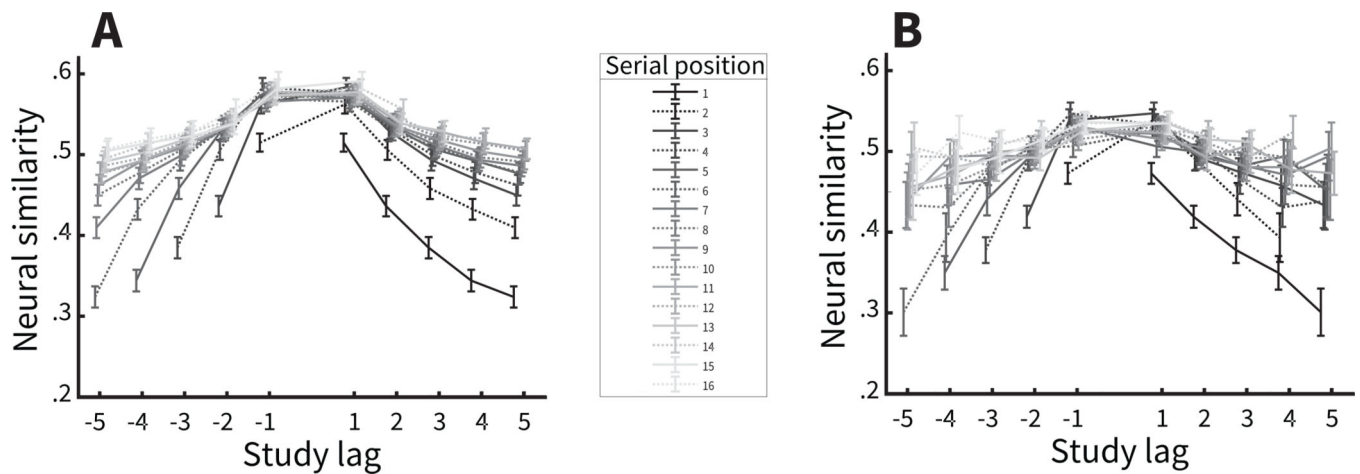 A
Neural similarity
.6
.5
.4
.3
.2
-5 -4 -3 -2 -1 1 2 3 4 5
Study lag
Serial position
1
2
3
4
5
6
7
8
9
10
11
12
13
14
15
16
B
Neural similarity
.6
.5
.4
.3
.2
-5 -4 -3 -2 -1 1 2 3 4 5
Study lag